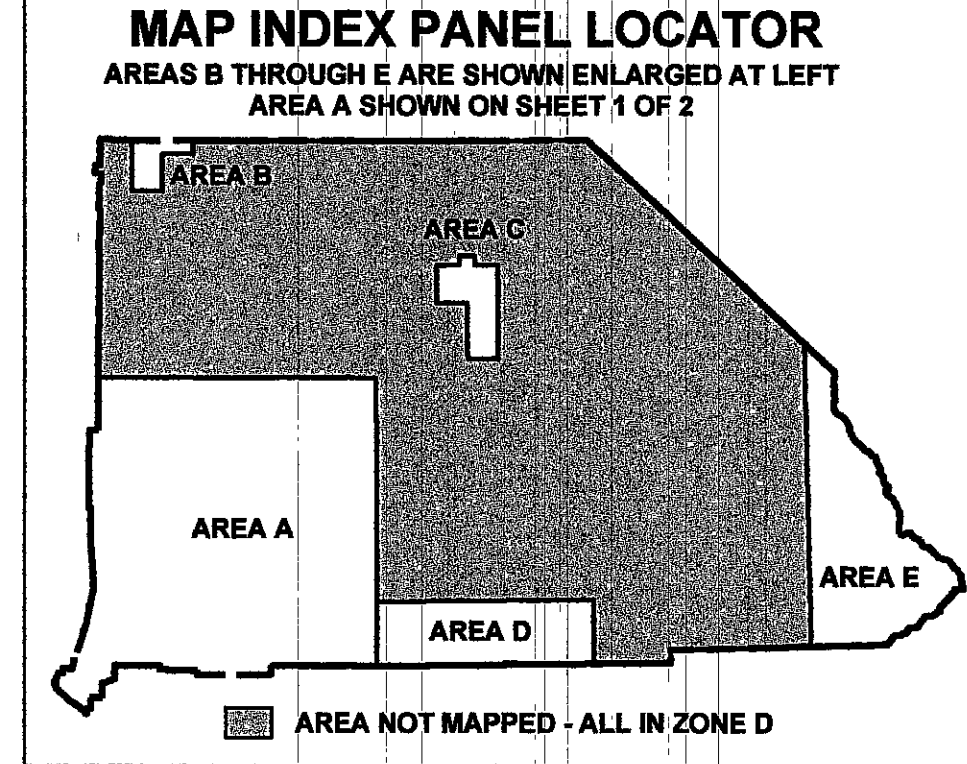 MAP INDEX PANEL LOCATOR
AREAS B THROUGH E ARE SHOWN ENLARGED AT LEFT
AREA A SHOWN ON SHEET 1 OF 2
AREA B
AREA C
AREA A
AREA E
AREA D
AREA NOT MAPPED - ALL IN ZONE D